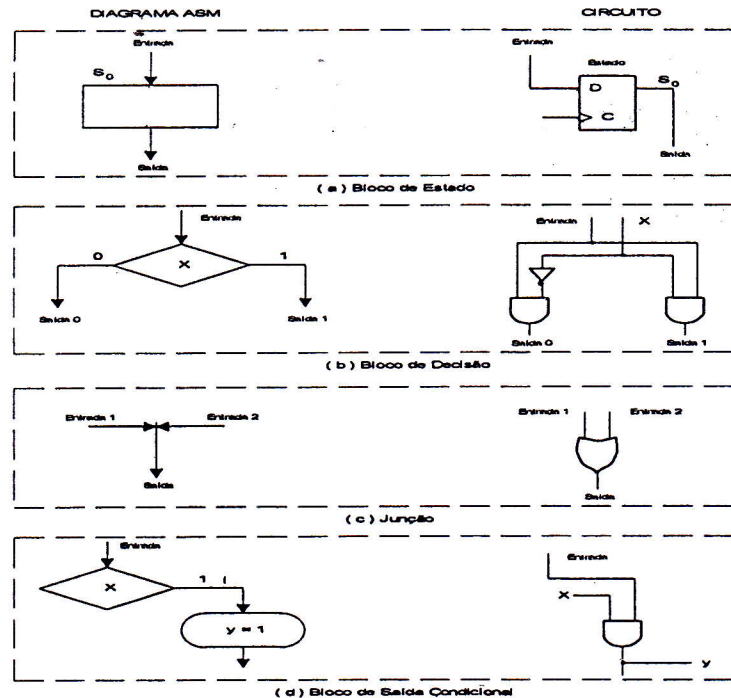 DIAGRAMA ASM
CIRCUITO
Entrada
S0
Saída
Entrada
Estado
D
C
S0
Saída
( a ) Bloco de Estado
Entrada
0
X
1
Saída 0
Saída 1
Entrada
X
Saída 0
Saída 1
( b ) Bloco de Decisão
Entrada 1
Entrada 2
Saída
Entrada 1
Entrada 2
Saída
( c ) Junção
Entrada
X
1
y = 1
Entrada
X
y
( d ) Bloco de Saída Condicional